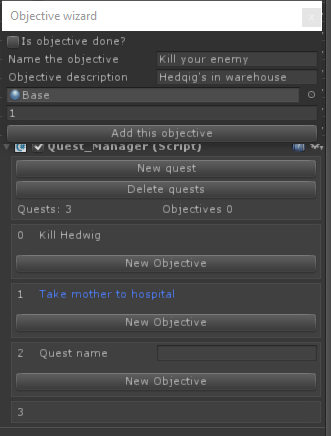 Objective wizard
Is objective done?
Name the objective Kill your enemy
Objective description Hedqig's in warehouse
Base
1
Add this objective
Quest_Manager (Script)
New quest
Delete quests
Quests: 3 Objectives 0
0 Kill Hedwig
New Objective
1 Take mother to hospital
New Objective
2 Quest name
New Objective
3